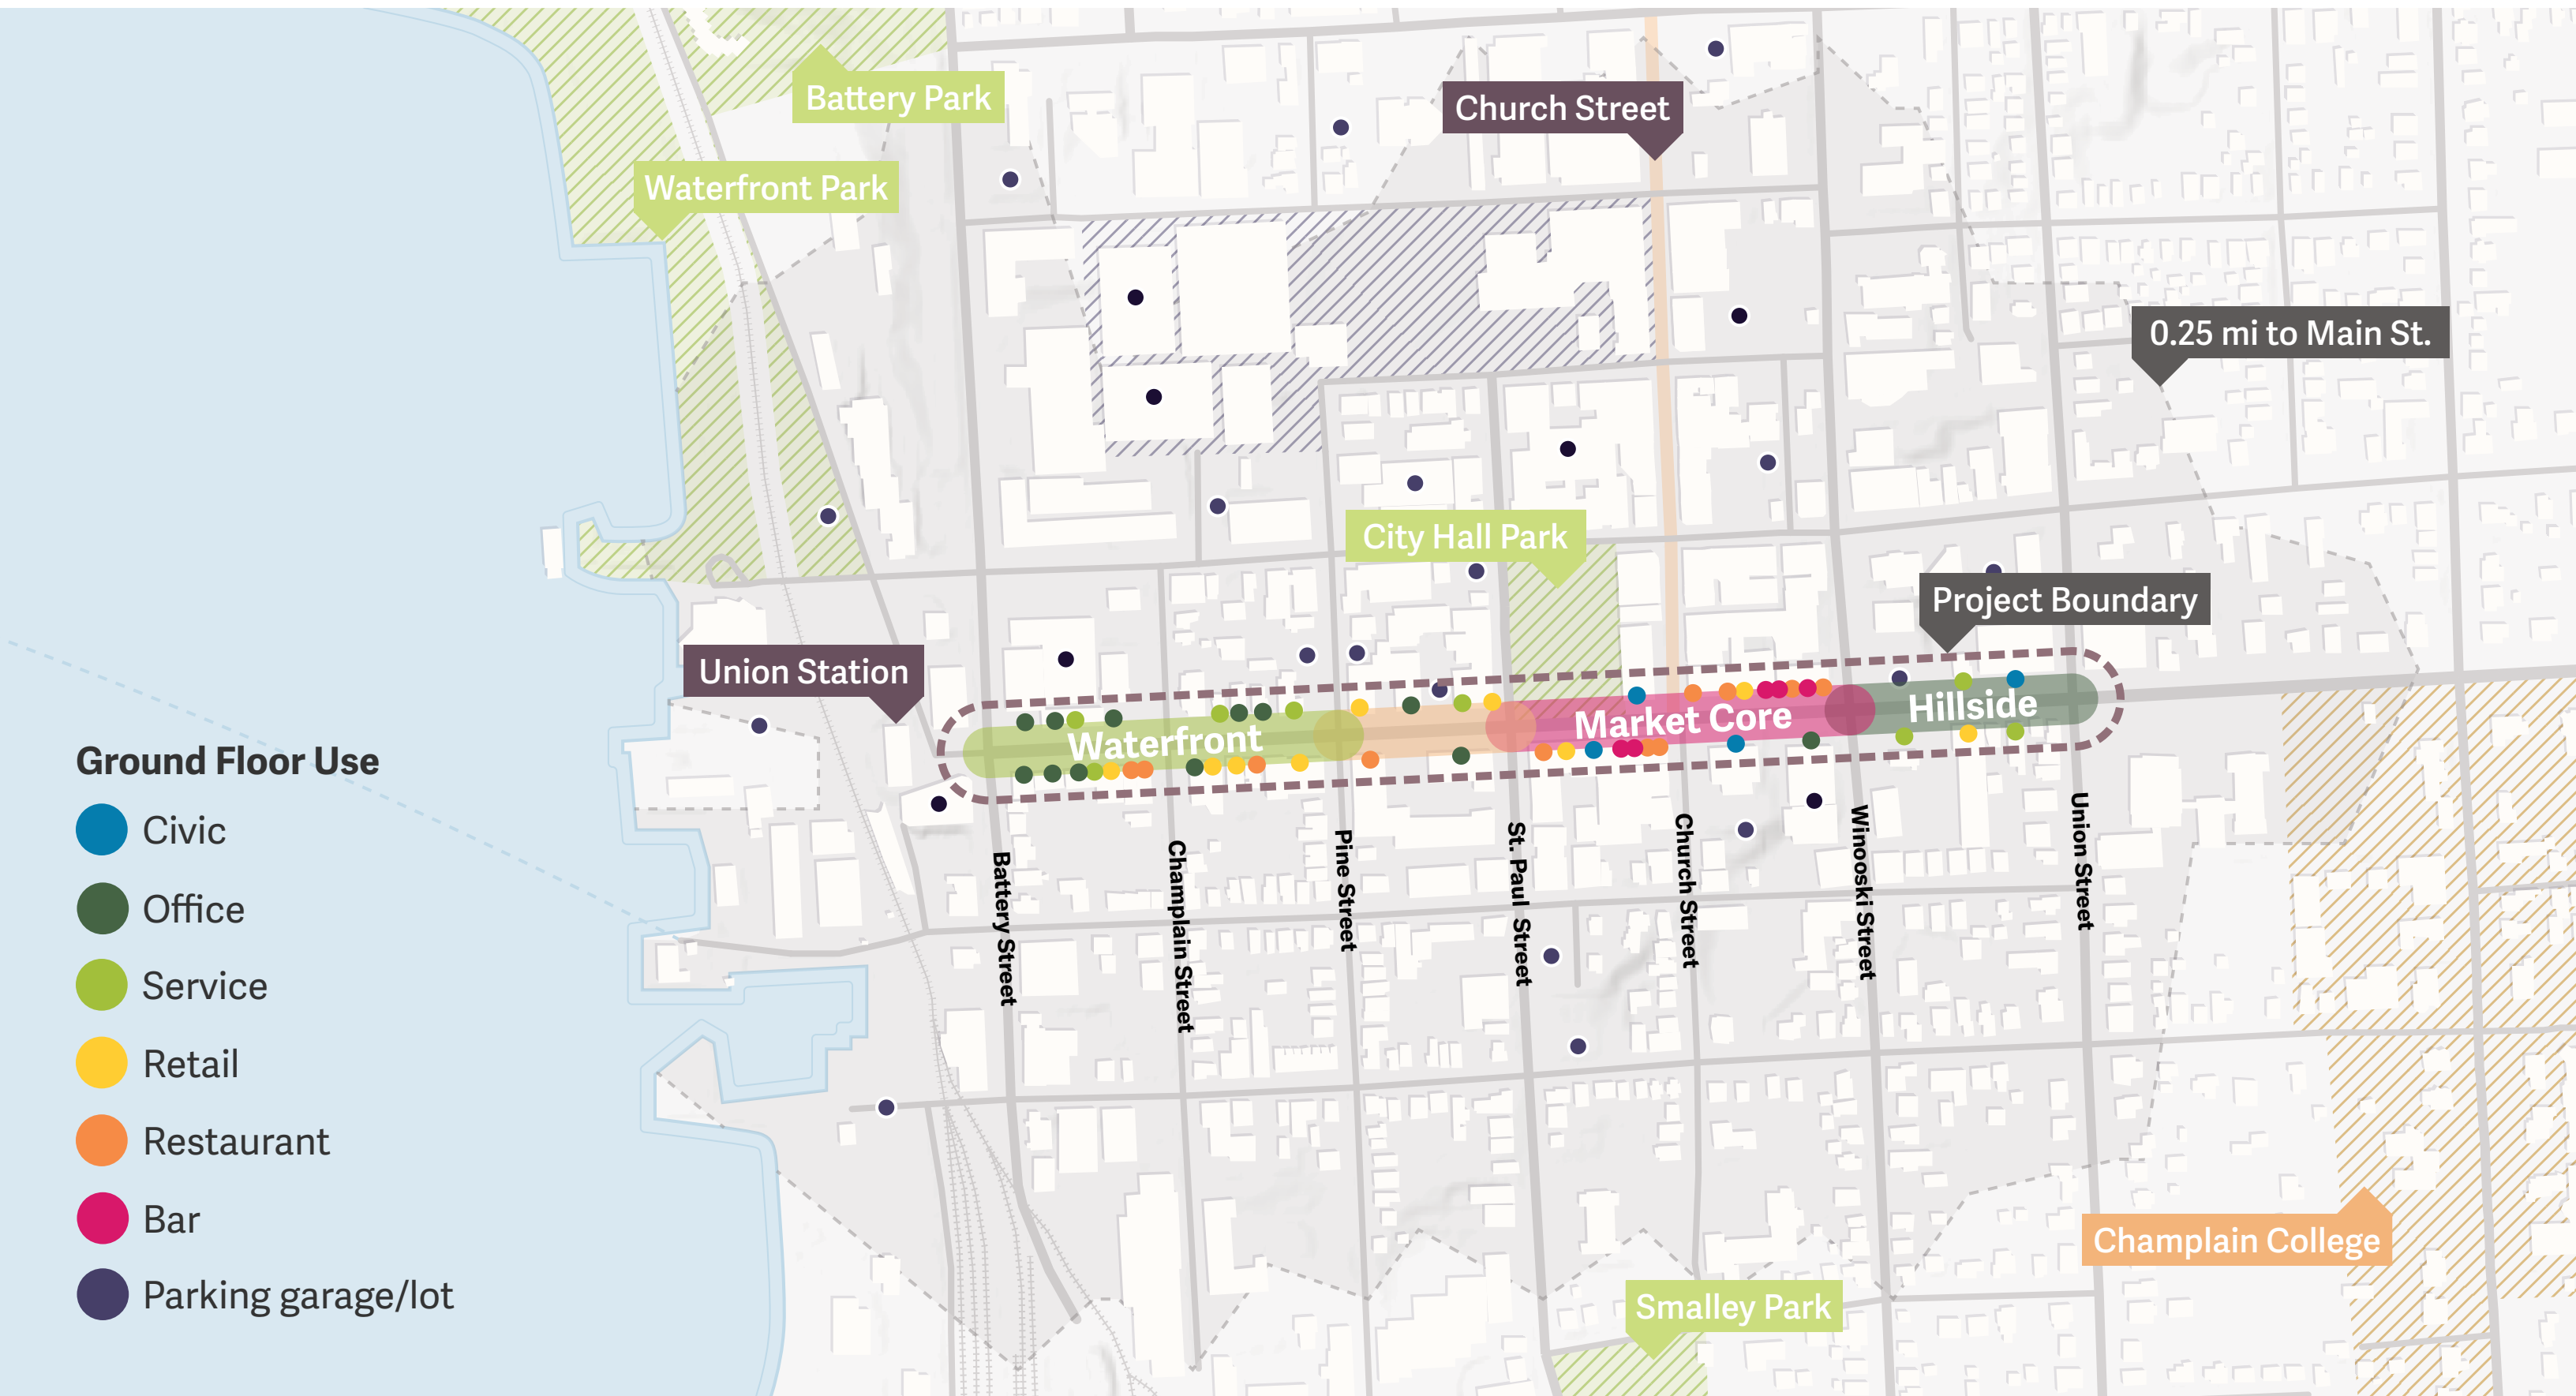 Battery Park
Church Street
Waterfront Park
0.25 mi to Main St.
City Hall Park
Project Boundary
Union Station
Waterfront
Market Core
Hillside
Ground Floor Use
Civic
Office
Service
Retail
Restaurant
Bar
Parking garage/lot
Battery Street
Champlain Street
Pine Street
St. Paul Street
Church Street
Winooski Street
Union Street
Champlain College
Smalley Park